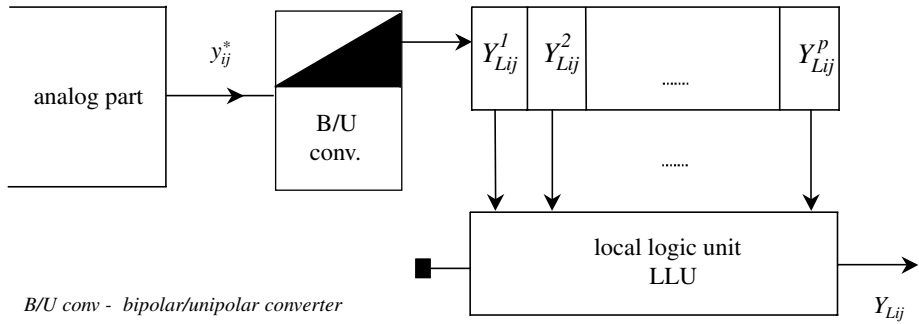 y*ij
Y¹Lij Y²Lij ....... YᵖLij
analog part
B/U
conv.
.......
local logic unit
LLU
B/U conv - bipolar/unipolar converter
YLij